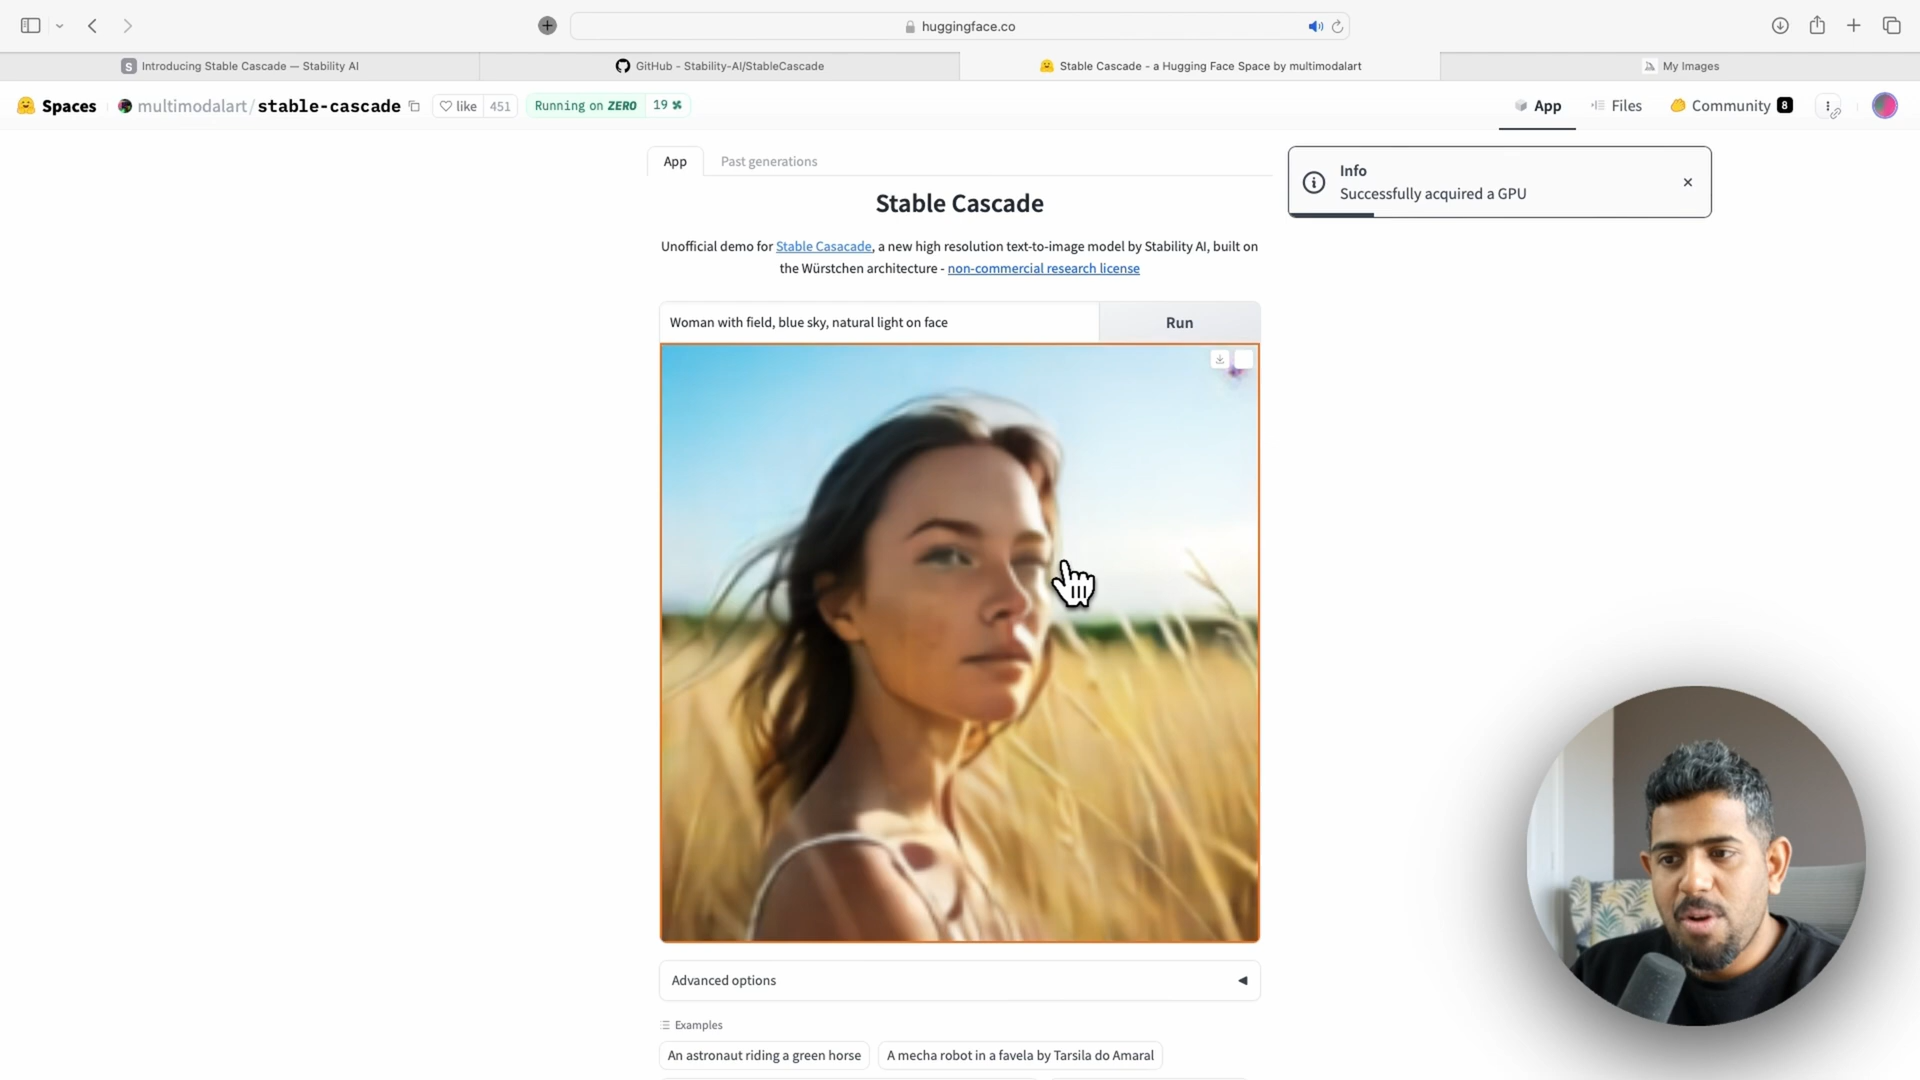 huggingface.co
Introducing Stable Cascade — Stability AI
GitHub - Stability-AI/StableCascade
Stable Cascade - a Hugging Face Space by multimodalart
My Images
Spaces
multimodalart/stable-cascade
like 451
Running on ZERO 19
App
Files
Community 8
App
Past generations
Info
Successfully acquired a GPU
Stable Cascade
Unofficial demo for Stable Casacade, a new high resolution text-to-image model by Stability AI, built on
the Würstchen architecture - non-commercial research license
Woman with field, blue sky, natural light on face
Run
Advanced options
Examples
An astronaut riding a green horse
A mecha robot in a favela by Tarsila do Amaral